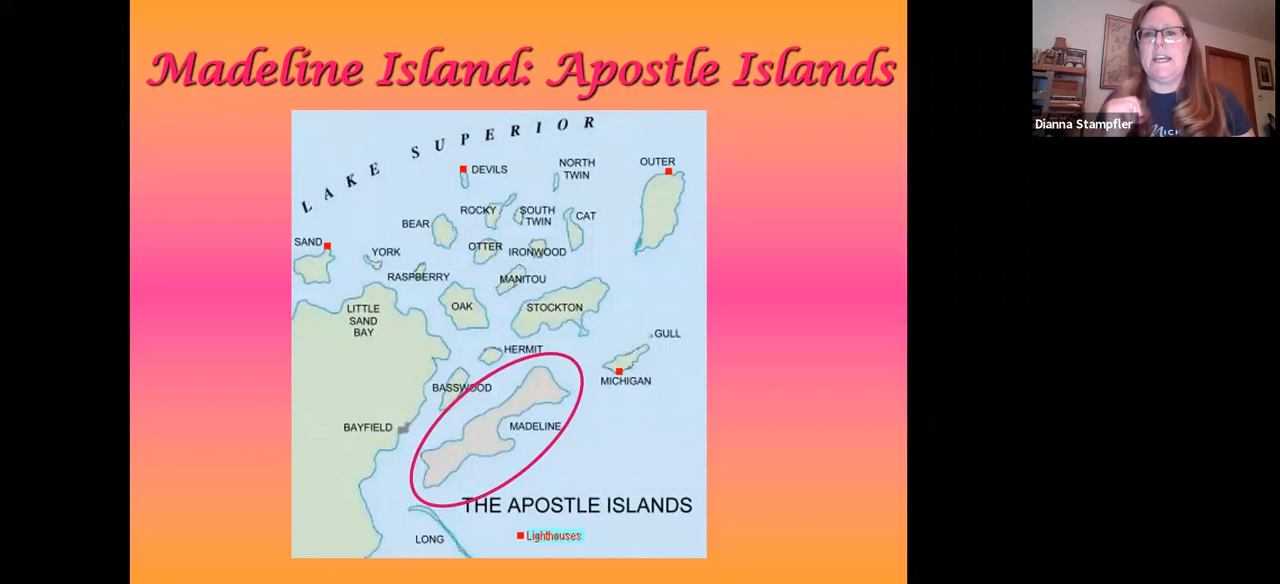 Madeline Island: Apostle Islands
LAKE SUPERIOR
DEVILS
NORTH
TWIN
OUTER
ROCKY
SOUTH
TWIN
CAT
BEAR
SAND
YORK
OTTER
IRONWOOD
RASPBERRY
MANITOU
LITTLE
SAND
BAY
OAK
STOCKTON
GULL
HERMIT
MICHIGAN
BASSWOOD
BAYFIELD
MADELINE
THE APOSTLE ISLANDS
LONG
Lighthouses
Dianna Stampfler